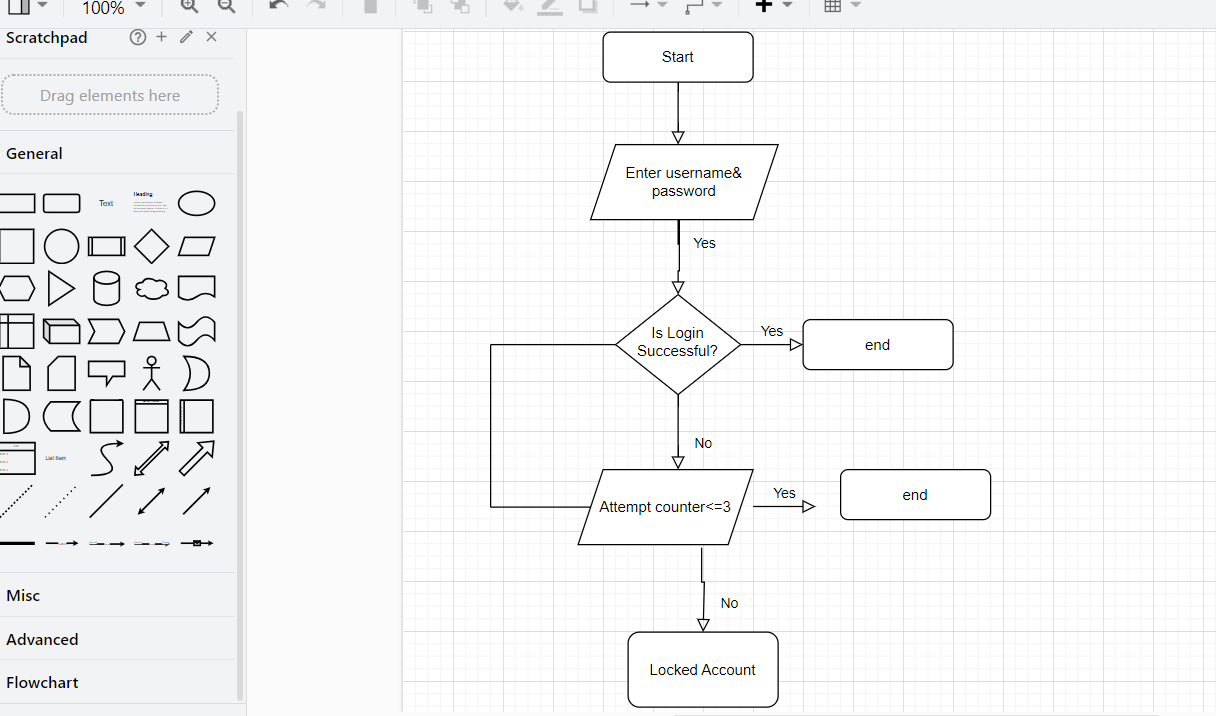 100%
Scratchpad
Drag elements here
General
Text
Heading
List Item
Misc
Advanced
Flowchart
Start
Enter username&
password
Yes
Is Login
Successful?
Yes
end
No
Attempt counter<=3
Yes
end
No
Locked Account